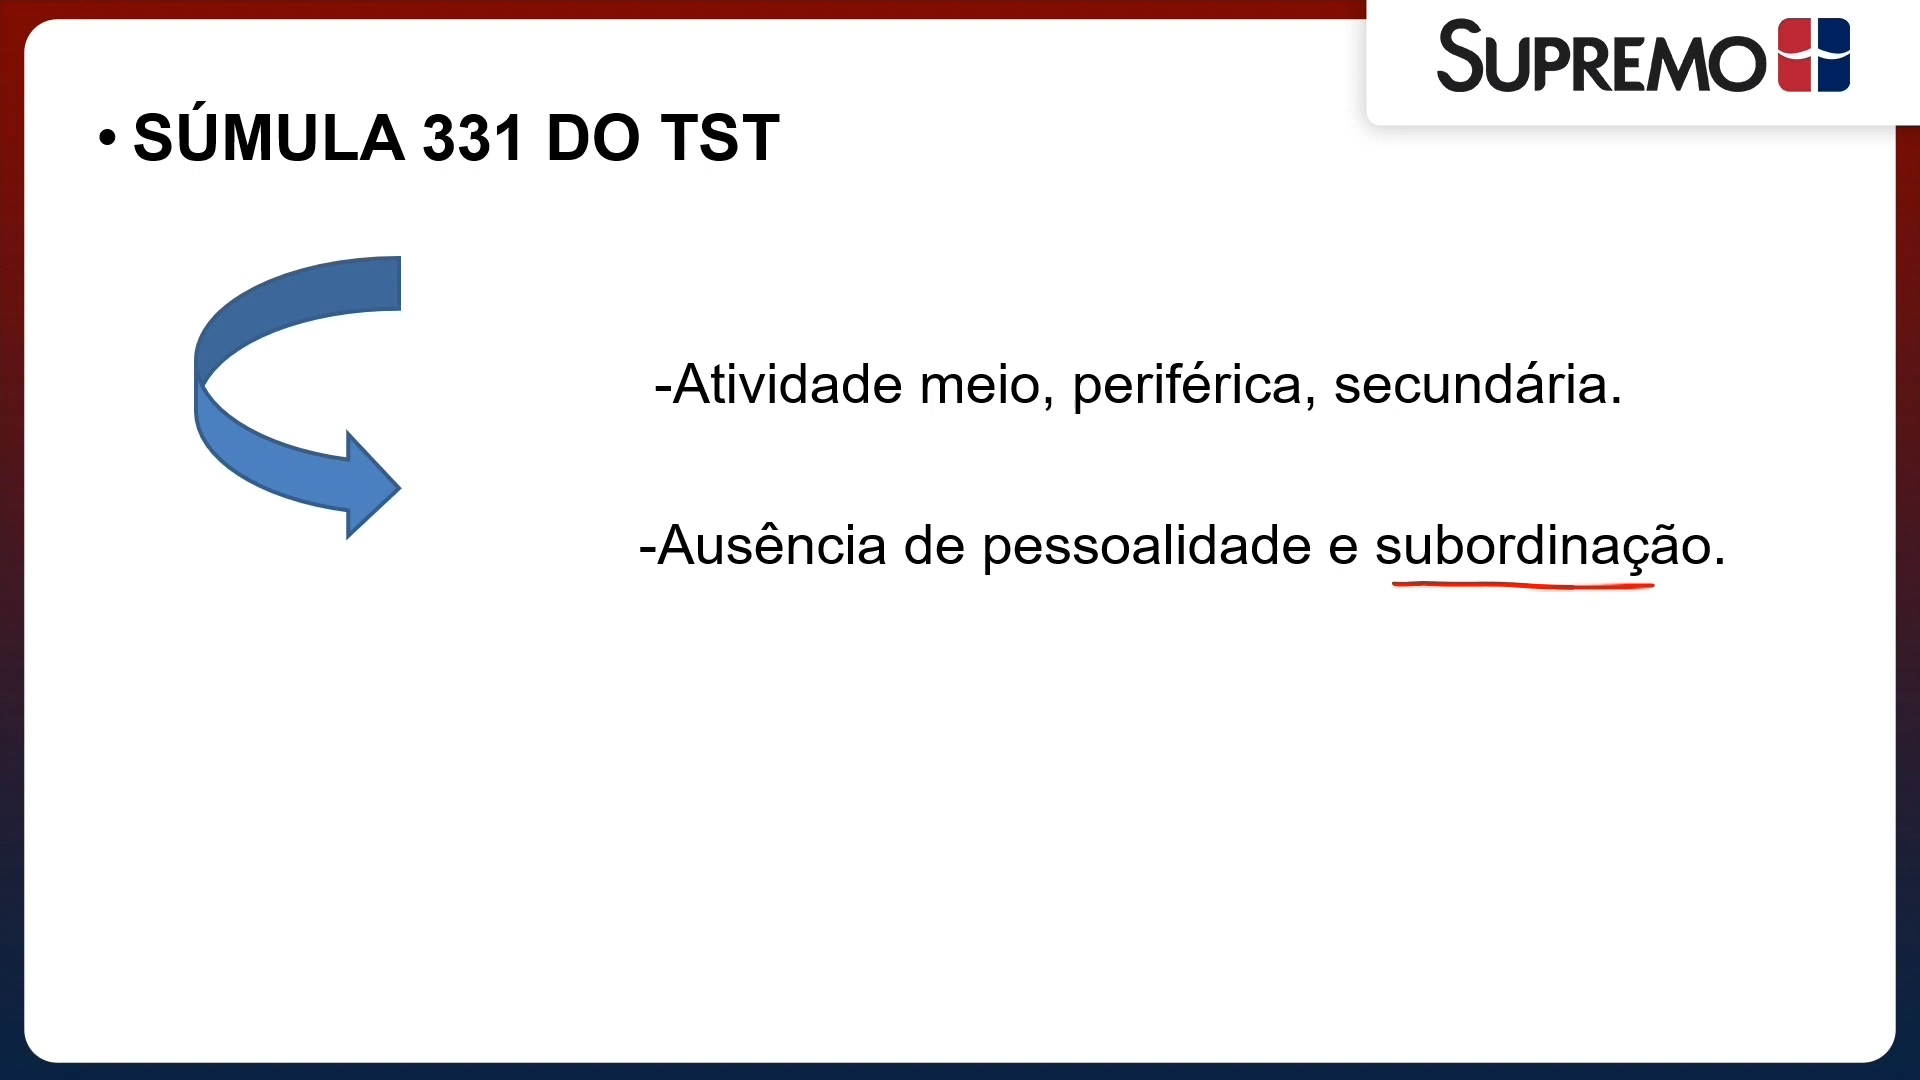 SUPREMO
• SÚMULA 331 DO TST
-Atividade meio, periférica, secundária.
-Ausência de pessoalidade e subordinação.